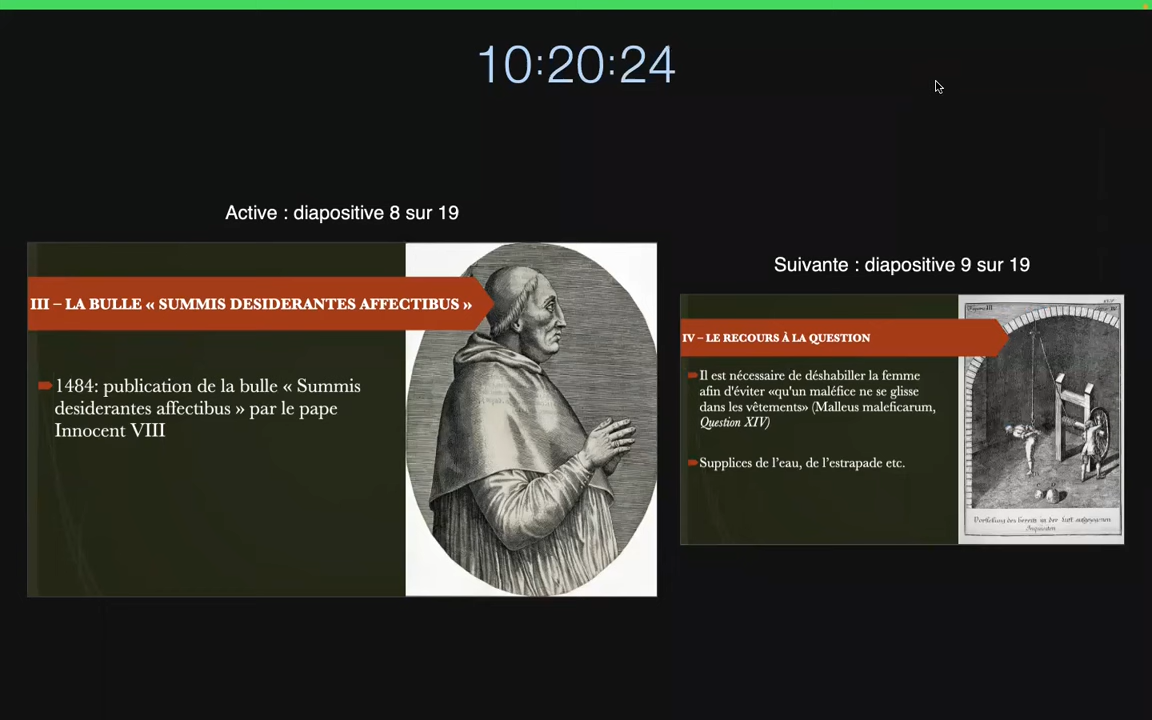 10:20:24
Active : diapositive 8 sur 19
III – LA BULLE « SUMMIS DESIDERANTES AFFECTIBUS »
1484: publication de la bulle « Summis
desiderantes affectibus » par le pape
Innocent VIII
Suivante : diapositive 9 sur 19
IV – LE RECOURS À LA QUESTION
Il est nécessaire de déshabiller la femme
afin d'éviter «qu'un maléfice ne se glisse
dans les vêtements» (Malleus maleficarum,
Question XIV)
Supplices de l'eau, de l'estrapade etc.